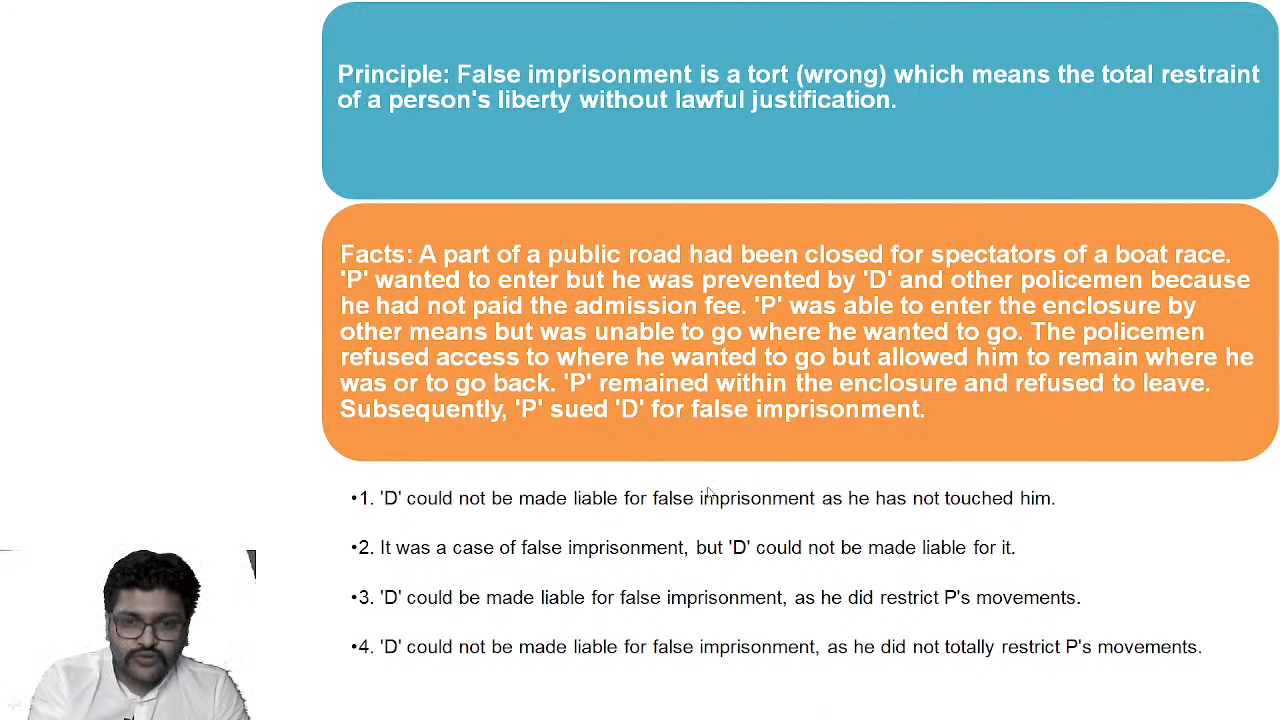 Principle: False imprisonment is a tort (wrong) which means the total restraint
of a person's liberty without lawful justification.
Facts: A part of a public road had been closed for spectators of a boat race.
'P' wanted to enter but he was prevented by 'D' and other policemen because
he had not paid the admission fee. 'P' was able to enter the enclosure by
other means but was unable to go where he wanted to go. The policemen
refused access to where he wanted to go but allowed him to remain where he
was or to go back. 'P' remained within the enclosure and refused to leave.
Subsequently, 'P' sued 'D' for false imprisonment.
•1. 'D' could not be made liable for false imprisonment as he has not touched him.
•2. It was a case of false imprisonment, but 'D' could not be made liable for it.
•3. 'D' could be made liable for false imprisonment, as he did restrict P's movements.
•4. 'D' could not be made liable for false imprisonment, as he did not totally restrict P's movements.